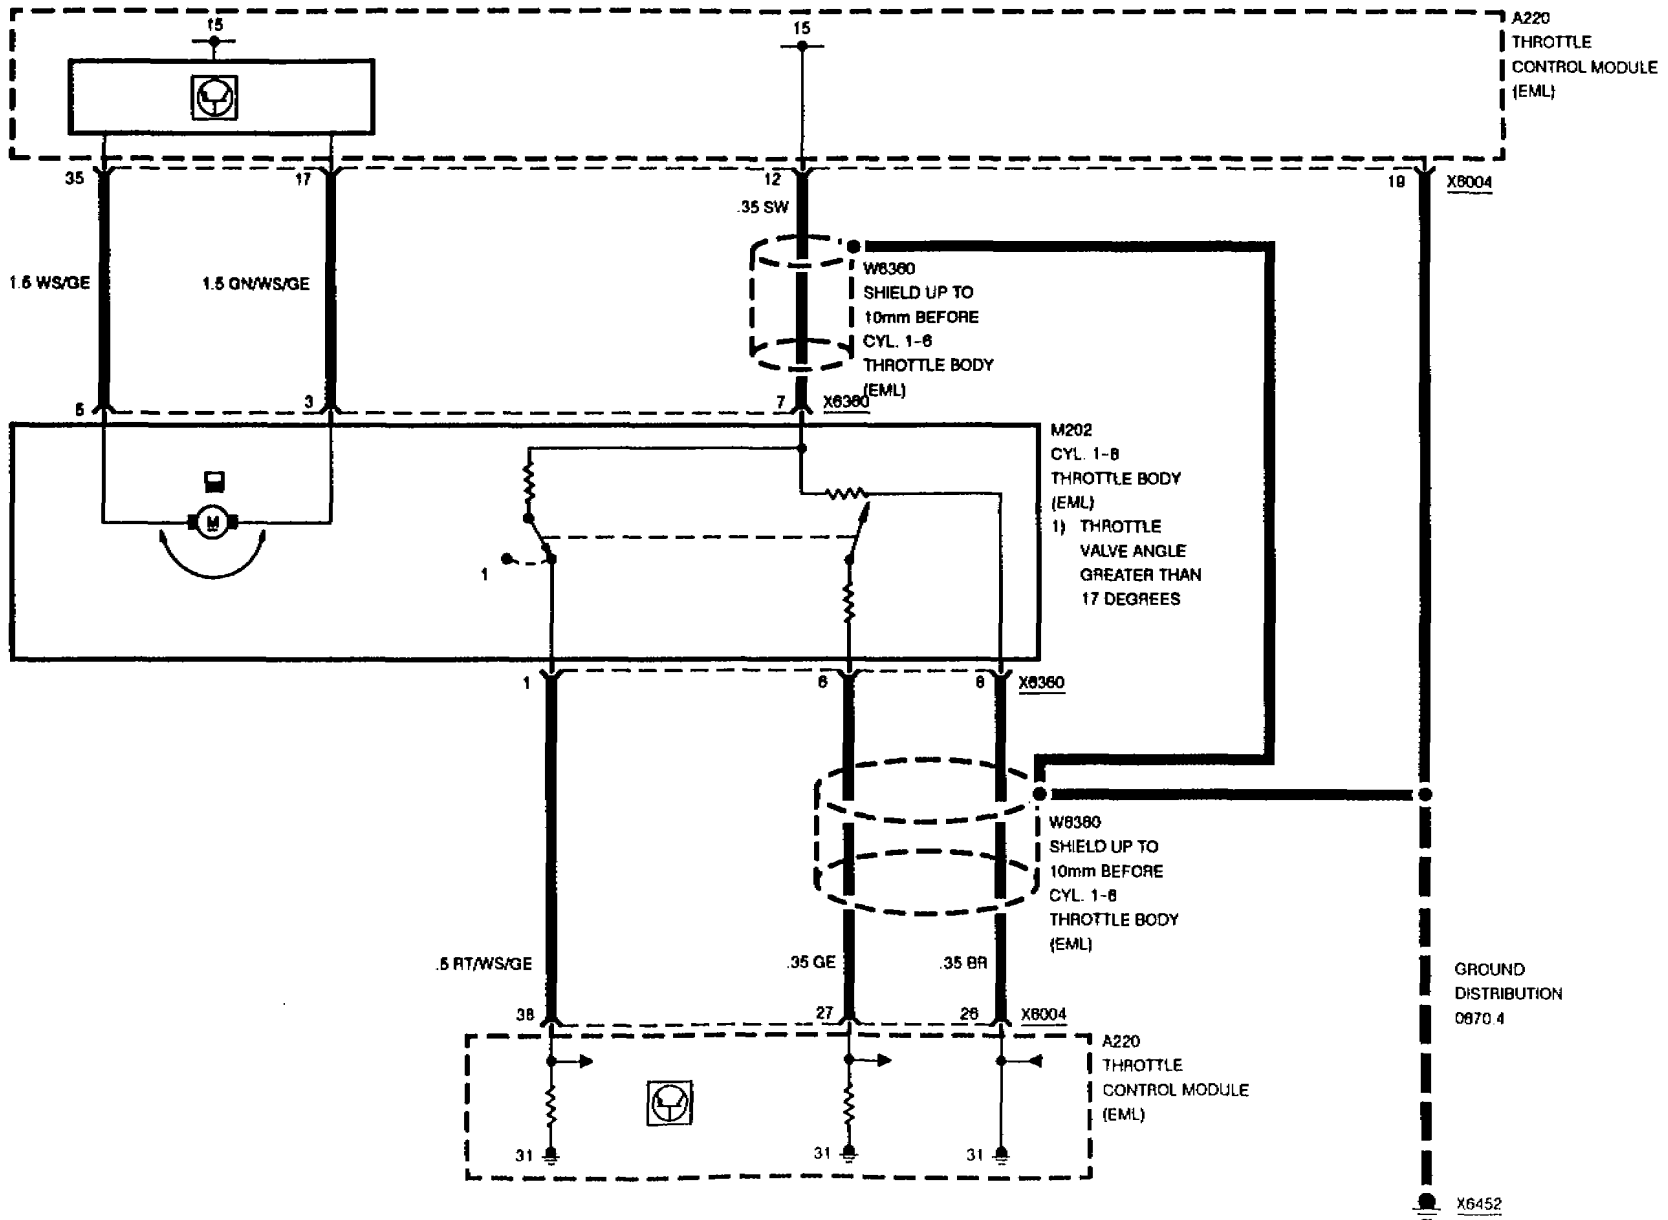 15
15
A220
THROTTLE
CONTROL MODULE
(EML)
35
17
12
19
X6004
.35 SW
1.5 WS/GE
1.5 GN/WS/GE
W6360
SHIELD UP TO
10mm BEFORE
CYL. 1-6
THROTTLE BODY
(EML)
5
3
7
X6360
M202
CYL. 1-6
THROTTLE BODY
(EML)
1) THROTTLE
VALVE ANGLE
GREATER THAN
17 DEGREES
M
1
1
6
8
X6360
W6360
SHIELD UP TO
10mm BEFORE
CYL. 1-6
THROTTLE BODY
(EML)
.5 RT/WS/GE
.35 GE
.35 BR
GROUND
DISTRIBUTION
0670.4
38
27
26
X6004
A220
THROTTLE
CONTROL MODULE
(EML)
31
31
31
X6452